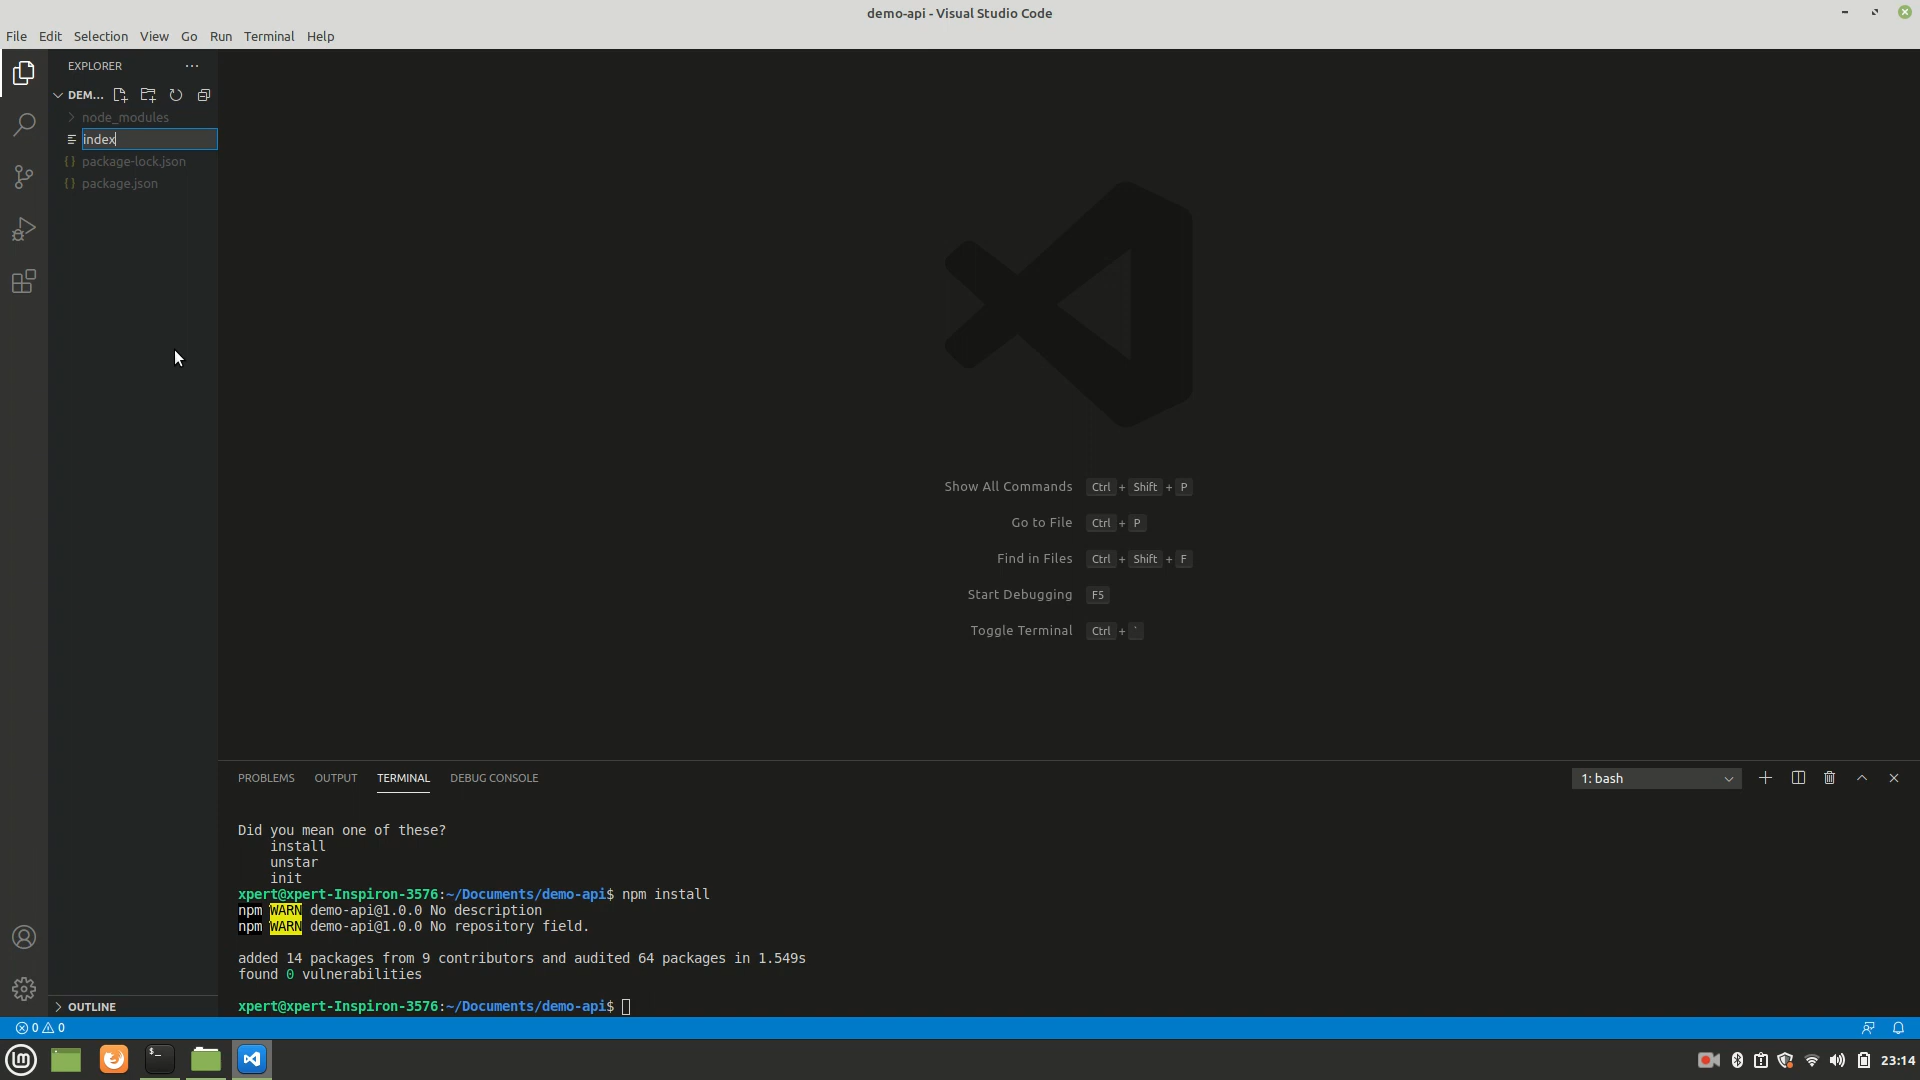 demo-api - Visual Studio Code
File Edit Selection View Go Run Terminal Help
EXPLORER
DEM...
node_modules
index
package-lock.json
package.json
Show All Commands Ctrl + Shift + P
Go to File Ctrl + P
Find in Files Ctrl + Shift + F
Start Debugging F5
Toggle Terminal Ctrl + `
PROBLEMS OUTPUT TERMINAL DEBUG CONSOLE 1: bash
Did you mean one of these?
install
unstar
init
xpert@xpert-Inspiron-3576:~/Documents/demo-api$ npm install
npm WARN demo-api@1.0.0 No description
npm WARN demo-api@1.0.0 No repository field.
added 14 packages from 9 contributors and audited 64 packages in 1.549s
found 0 vulnerabilities
xpert@xpert-Inspiron-3576:~/Documents/demo-api$
OUTLINE
0 0
23:14